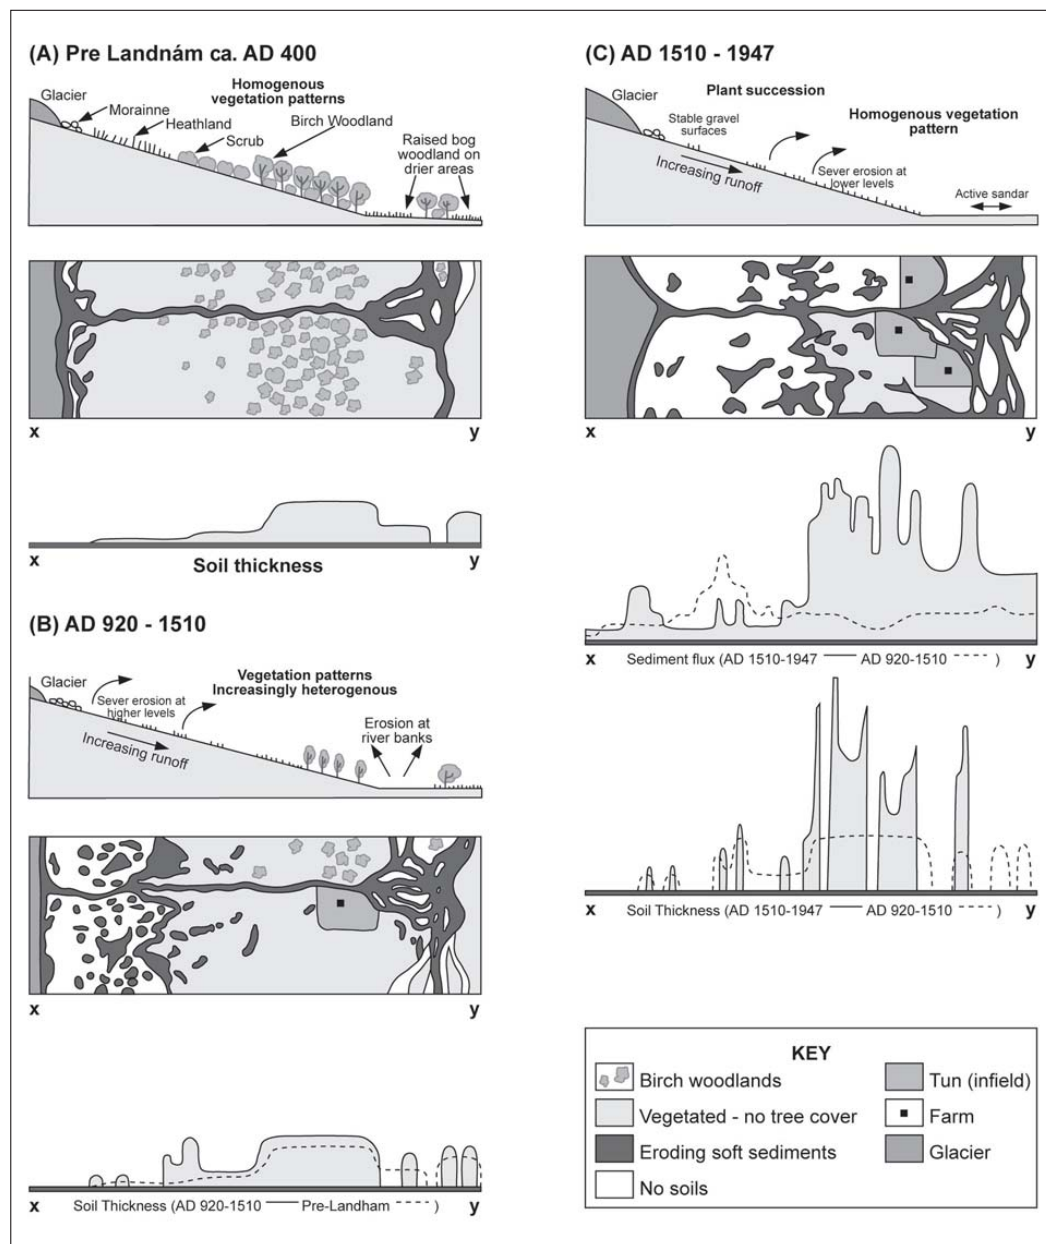 (A) Pre Landnám ca. AD 400
Glacier
Morainne
Heathland
Scrub
Homogenous
vegetation patterns
Birch Woodland
Raised bog
woodland on
drier areas
x
y
x
y
Soil thickness
(B) AD 920 - 1510
Glacier
Sever erosion at
higher levels
Vegetation patterns
Increasingly heterogenous
Increasing runoff
Erosion at
river banks
x
y
x
y
Soil Thickness (AD 920-1510 Pre-Landham )
(C) AD 1510 - 1947
Glacier
Plant succession
Stable gravel
surfaces
Homogenous vegetation
pattern
Increasing runoff
Sever erosion at
lower levels
Active sandar
x
y
x
y
Sediment flux (AD 1510-1947 AD 920-1510 )
x
y
Soil Thickness (AD 1510-1947 AD 920-1510 )
KEY
Birch woodlands
Vegetated - no tree cover
Eroding soft sediments
No soils
Tun (infield)
Farm
Glacier